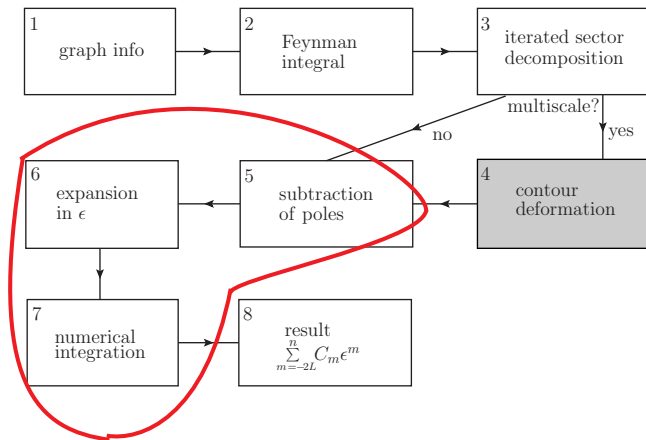 1
graph info
2
Feynman
integral
3
iterated sector
decomposition
multiscale?
no
yes
4
contour
deformation
5
subtraction
of poles
6
expansion
in ϵ
7
numerical
integration
8
result
n
∑ C_m ϵ^m
m=−2L